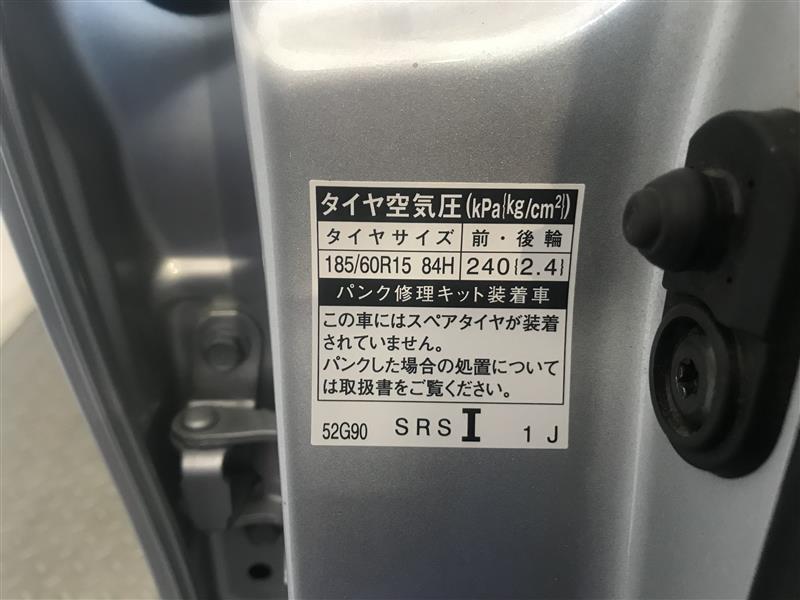 タイヤ空気圧(kPa{kg/cm²})
タイヤサイズ 前・後輪
185/60R15 84H 240{2.4}
パンク修理キット装着車
この車にはスペアタイヤが装着
されていません。
パンクした場合の処置について
は取扱書をご覧ください。
52G90 SRS I 1 J